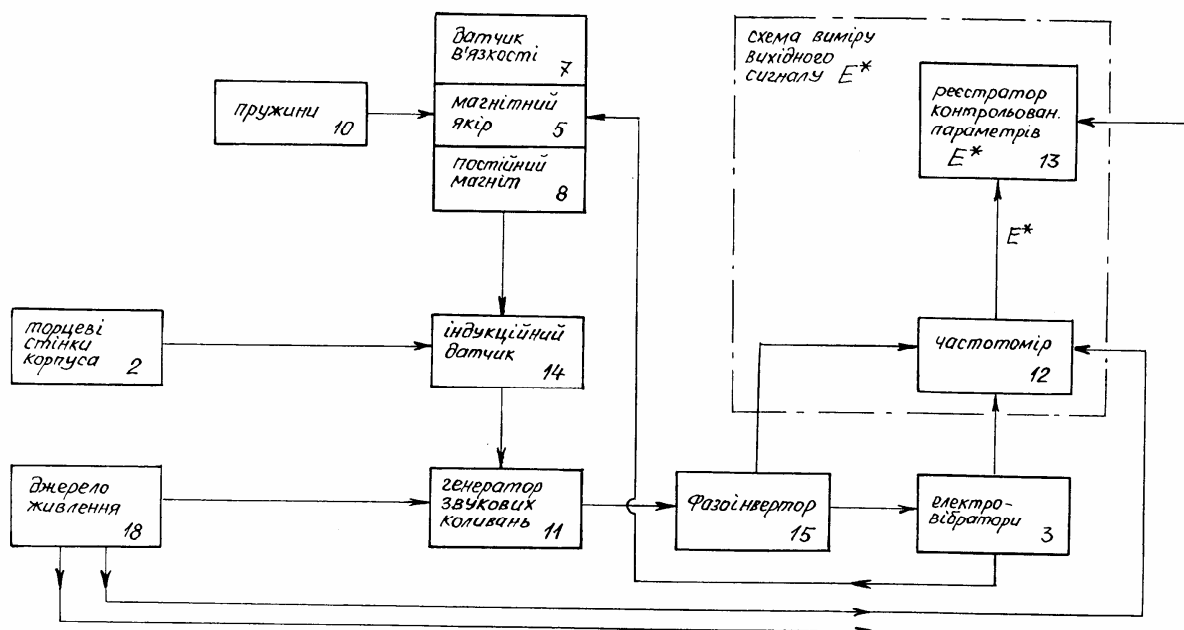 датчик
в'язкості
7
магнітний
якір
5
постійний
магніт
8
пружини
10
схема виміру
вихідного
сигналу E*
реєстратор
контрольован.
параметрів
E*
13
E*
торцеві
стінки
корпуса
2
індукційний
датчик
14
частотомір
12
джерело
живлення
18
генератор
звукових
коливань
11
Фазоінвертор
15
електро-
вібратори
3